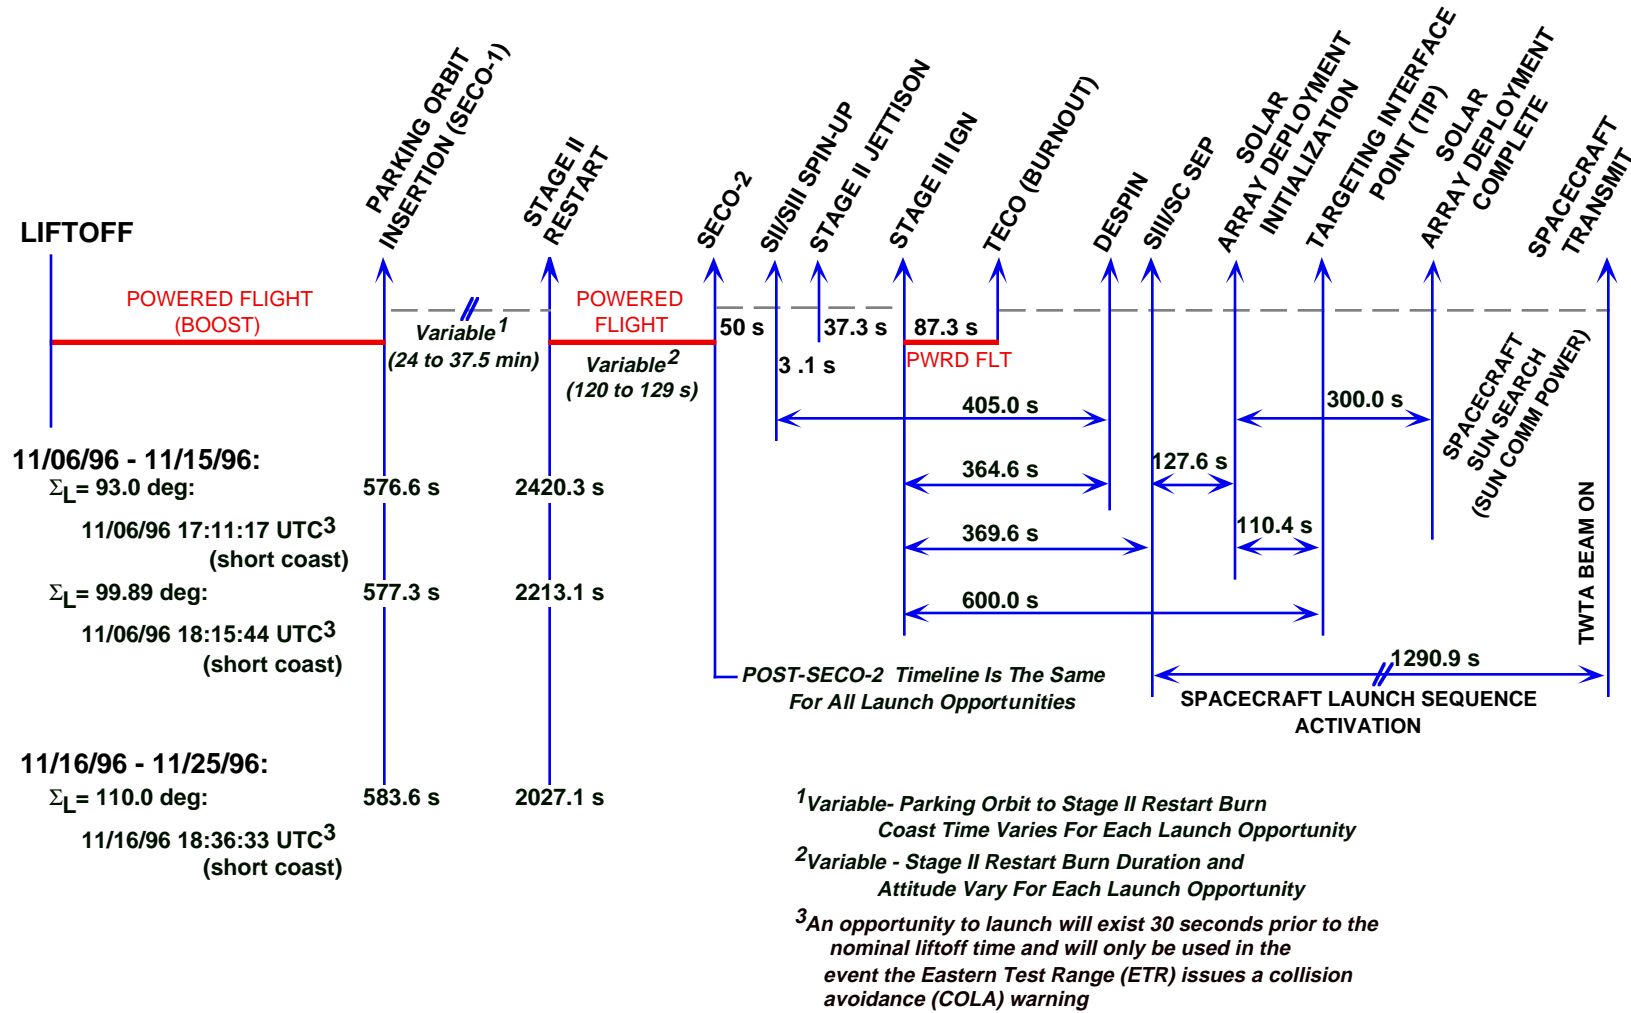 LIFTOFF
PARKING ORBIT
INSERTION (SECO-1)
STAGE II
RESTART
SECO-2
SII/SIII SPIN-UP
STAGE II JETTISON
STAGE III IGN
TECO (BURNOUT)
DESPIN
SIII/SC SEP
SOLAR
ARRAY DEPLOYMENT
INITIALIZATION
TARGETING INTERFACE
POINT (TIP)
SOLAR
ARRAY DEPLOYMENT
COMPLETE
SPACECRAFT
TRANSMIT
POWERED FLIGHT
(BOOST)
Variable1
(24 to 37.5 min)
POWERED
FLIGHT
Variable2
(120 to 129 s)
50 s
3 .1 s
37.3 s
87.3 s
PWRD FLT
405.0 s
300.0 s
364.6 s
127.6 s
369.6 s
110.4 s
600.0 s
1290.9 s
SPACECRAFT
SUN SEARCH
(SUN COMM POWER)
TWTA BEAM ON
SPACECRAFT LAUNCH SEQUENCE
ACTIVATION
POST-SECO-2 Timeline Is The Same
For All Launch Opportunities
11/06/96 - 11/15/96:
ΣL= 93.0 deg: 576.6 s 2420.3 s
11/06/96 17:11:17 UTC3
(short coast)
ΣL= 99.89 deg: 577.3 s 2213.1 s
11/06/96 18:15:44 UTC3
(short coast)
11/16/96 - 11/25/96:
ΣL= 110.0 deg: 583.6 s 2027.1 s
11/16/96 18:36:33 UTC3
(short coast)
1Variable- Parking Orbit to Stage II Restart Burn
Coast Time Varies For Each Launch Opportunity
2Variable - Stage II Restart Burn Duration and
Attitude Vary For Each Launch Opportunity
3An opportunity to launch will exist 30 seconds prior to the
nominal liftoff time and will only be used in the
event the Eastern Test Range (ETR) issues a collision
avoidance (COLA) warning